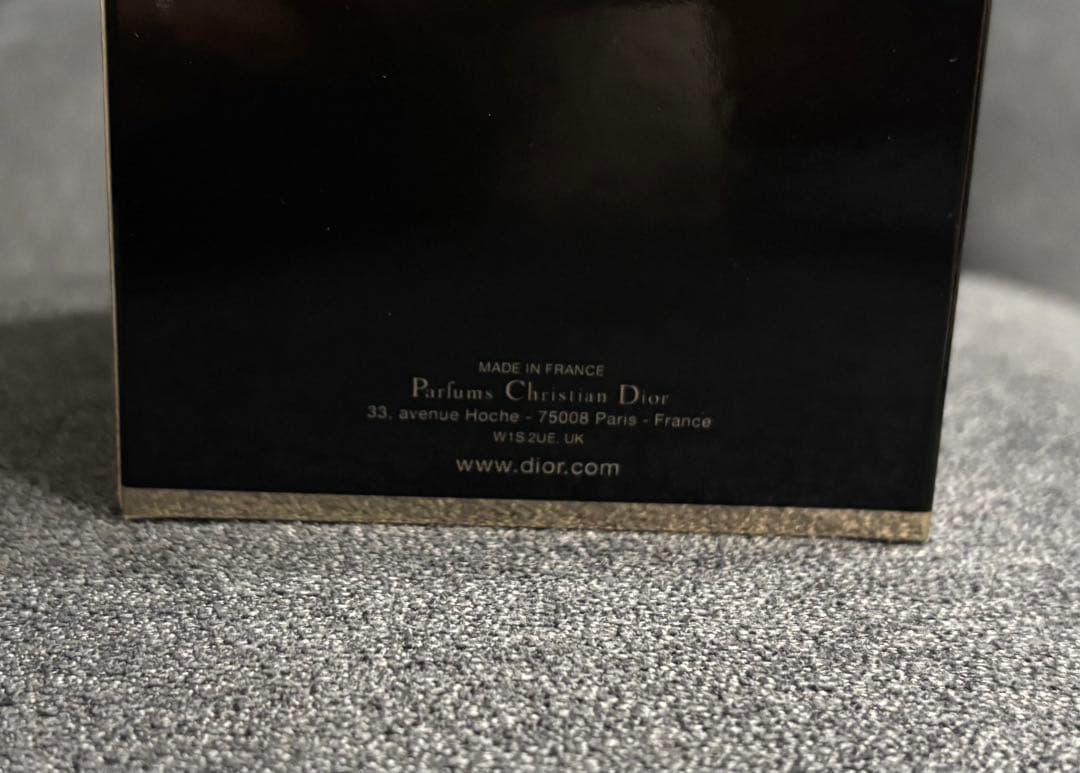 MADE IN FRANCE
Parfums Christian Dior
33, avenue Hoche - 75008 Paris - France
W1S 2UE. UK
www.dior.com